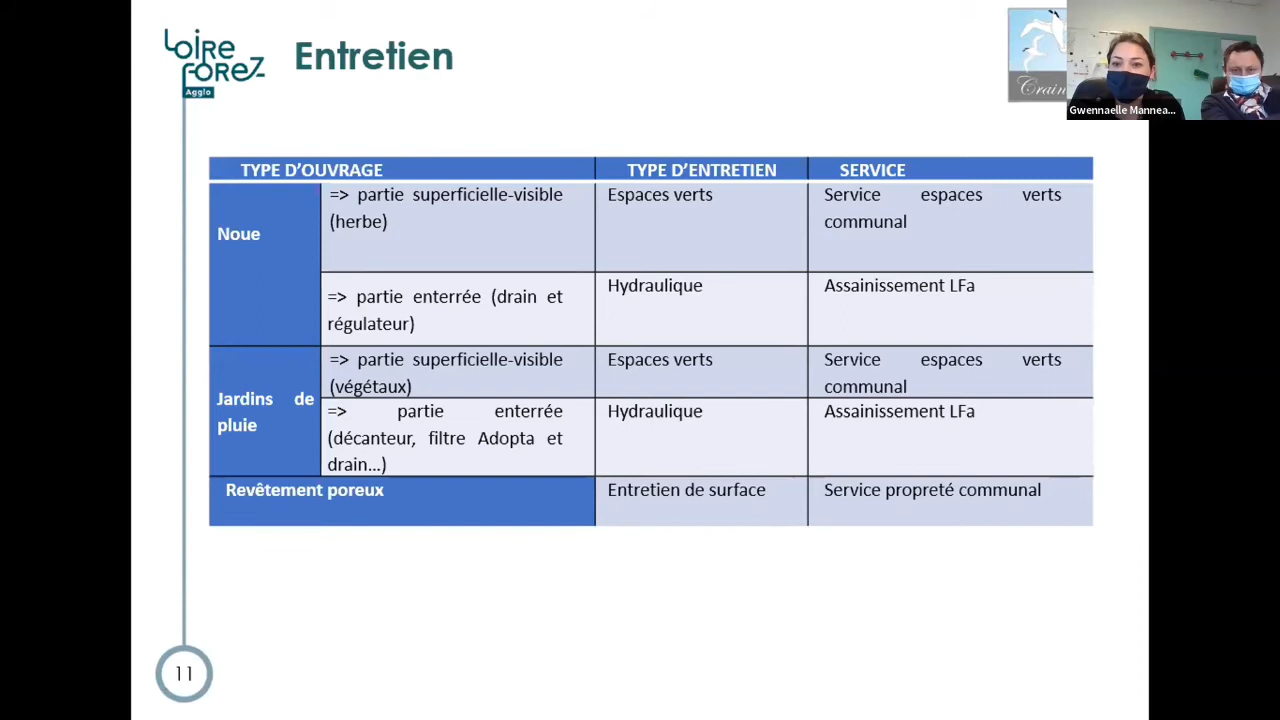 Loire
Forez
Agglo
Entretien
Crain
Gwennaelle Mannea...
TYPE D'OUVRAGE
TYPE D'ENTRETIEN
SERVICE
Noue
=> partie superficielle-visible
(herbe)
Espaces verts
Service espaces verts
communal
=> partie enterrée (drain et
régulateur)
Hydraulique
Assainissement LFa
Jardins de
pluie
=> partie superficielle-visible
(végétaux)
Espaces verts
Service espaces verts
communal
=> partie enterrée
(décanteur, filtre Adopta et
drain...)
Hydraulique
Assainissement LFa
Revêtement poreux
Entretien de surface
Service propreté communal
11